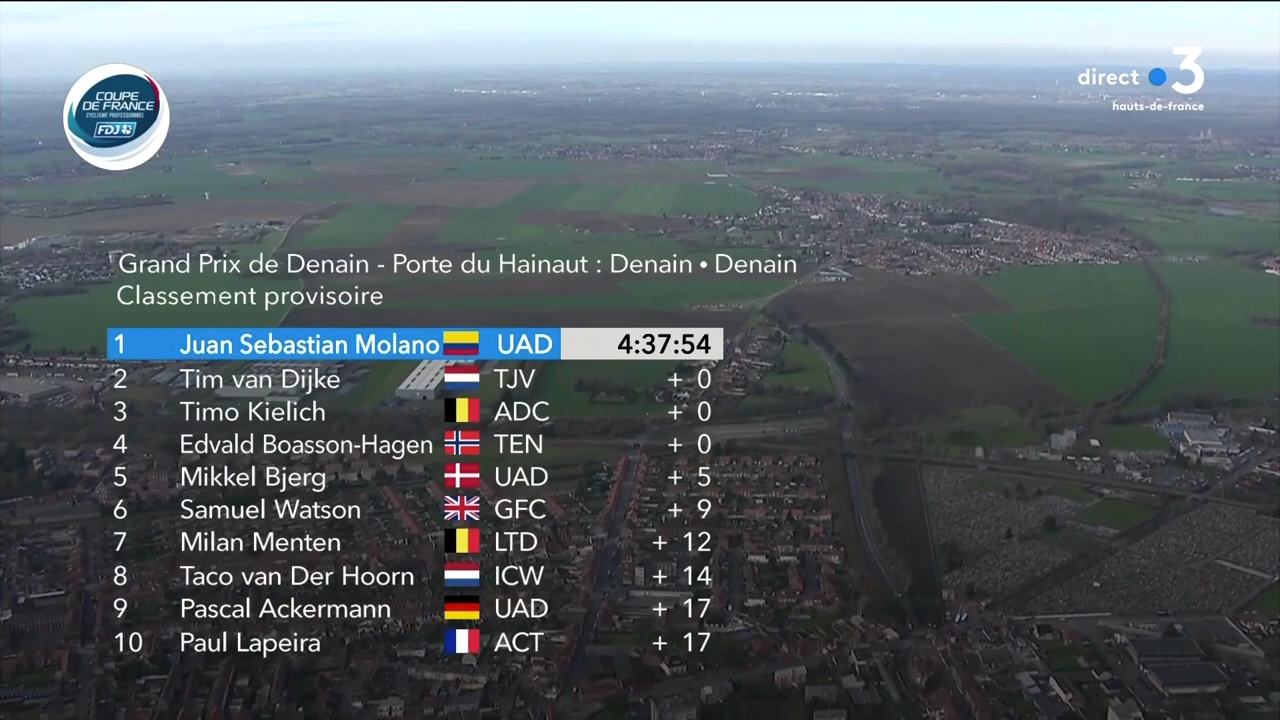 COUPE
DE FRANCE
CYCLISME PROFESSIONNEL
FDJ
direct 3
hauts-de-france
Grand Prix de Denain - Porte du Hainaut : Denain • Denain
Classement provisoire
1 Juan Sebastian Molano UAD 4:37:54
2 Tim van Dijke TJV + 0
3 Timo Kielich ADC + 0
4 Edvald Boasson-Hagen TEN + 0
5 Mikkel Bjerg UAD + 5
6 Samuel Watson GFC + 9
7 Milan Menten LTD + 12
8 Taco van Der Hoorn ICW + 14
9 Pascal Ackermann UAD + 17
10 Paul Lapeira ACT + 17